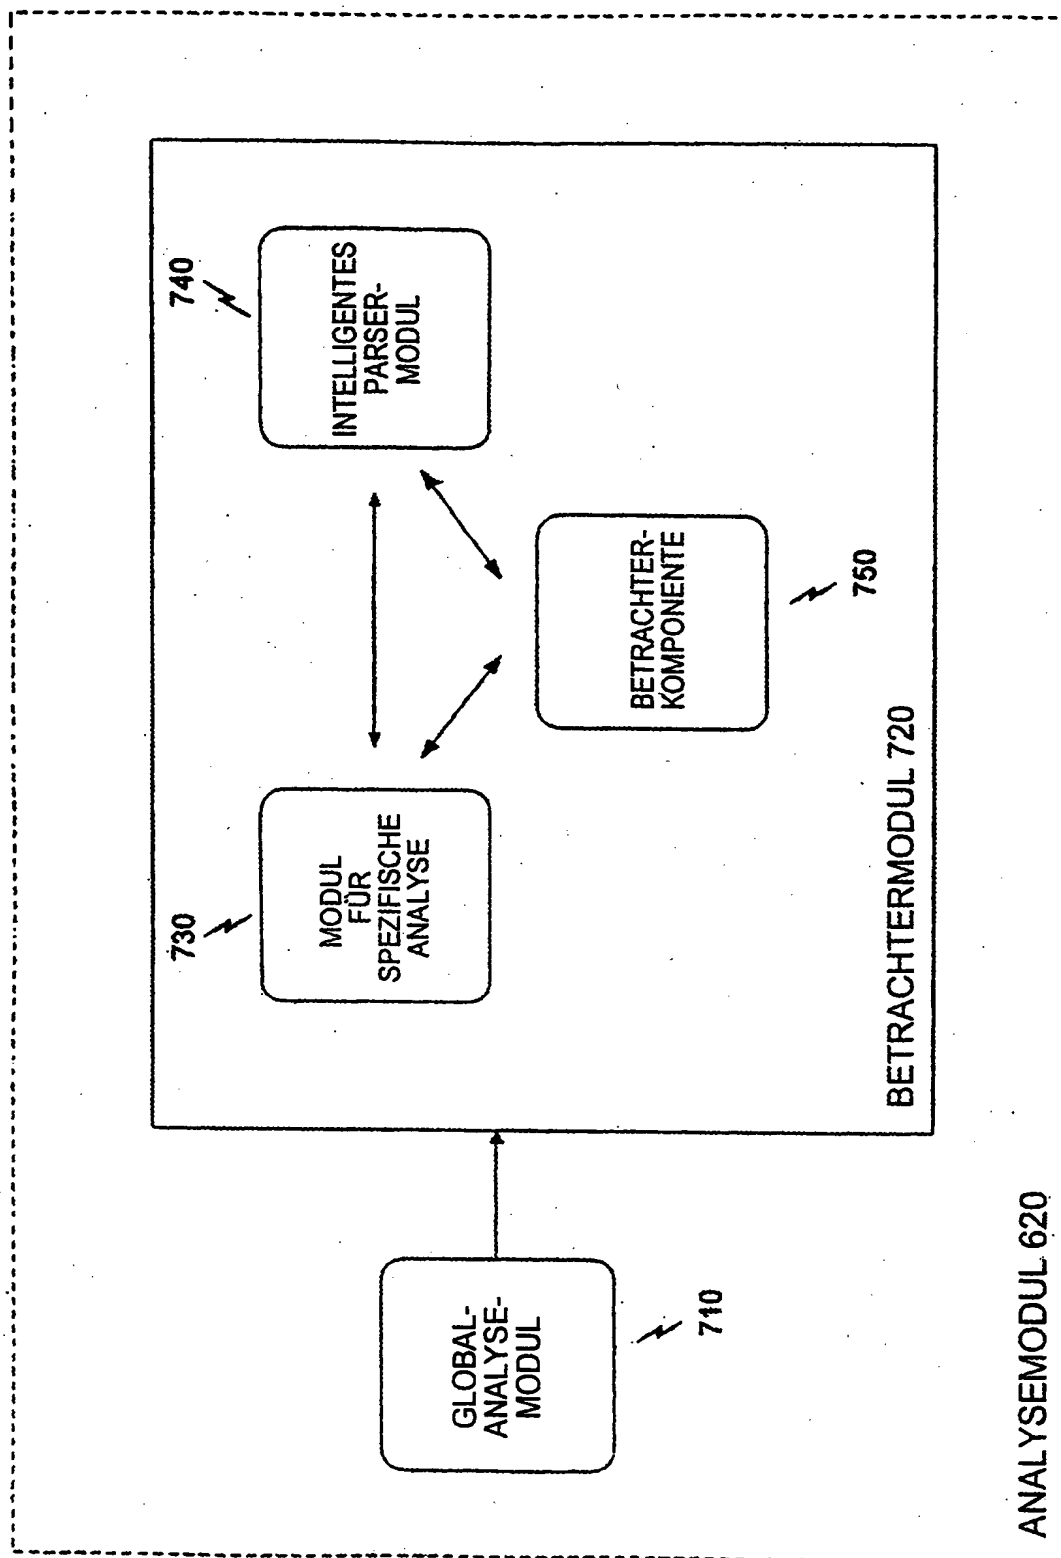 730
MODUL
FÜR
SPEZIFISCHE
ANALYSE
740
INTELLIGENTES
PARSER-
MODUL
GLOBAL-
ANALYSE-
MODUL
710
BETRACHTER-
KOMPONENTE
750
BETRACHTERMODUL 720
ANALYSEMODUL 620